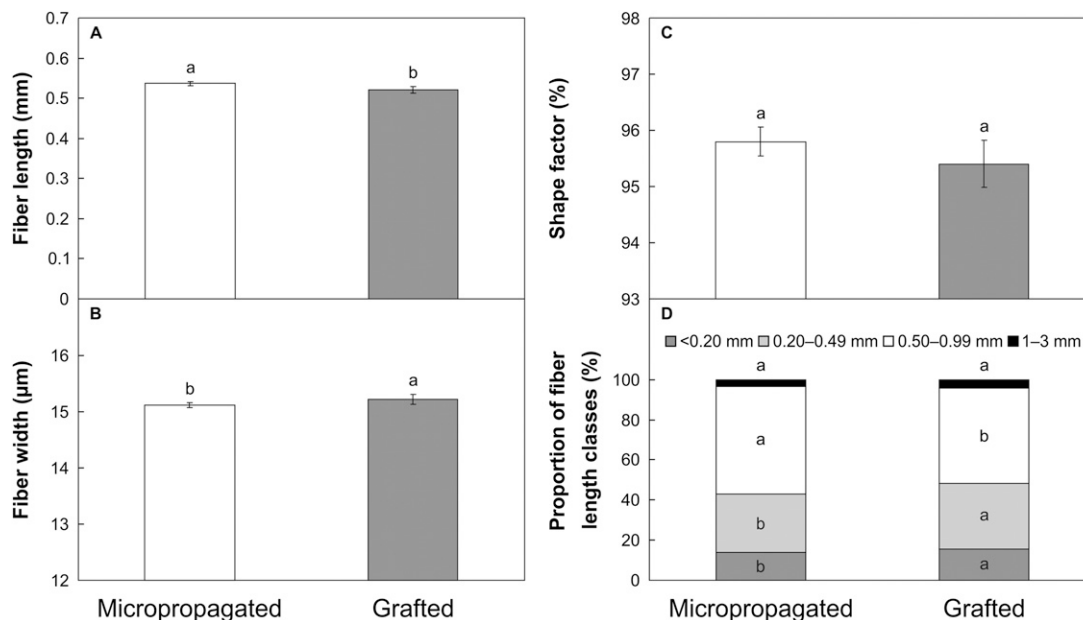 A
Fiber length (mm)
0.7
0.6
0.5
0.4
0.3
0.2
0.1
0
a
b
B
Fiber width (µm)
16
15
14
13
12
b
a
Micropropagated
Grafted
C
Shape factor (%)
98
97
96
95
94
93
a
a
D
<0.20 mm 0.20–0.49 mm 0.50–0.99 mm 1–3 mm
Proportion of fiber
length classes (%)
100
80
60
40
20
0
a
a
b
b
a
b
a
a
Micropropagated
Grafted